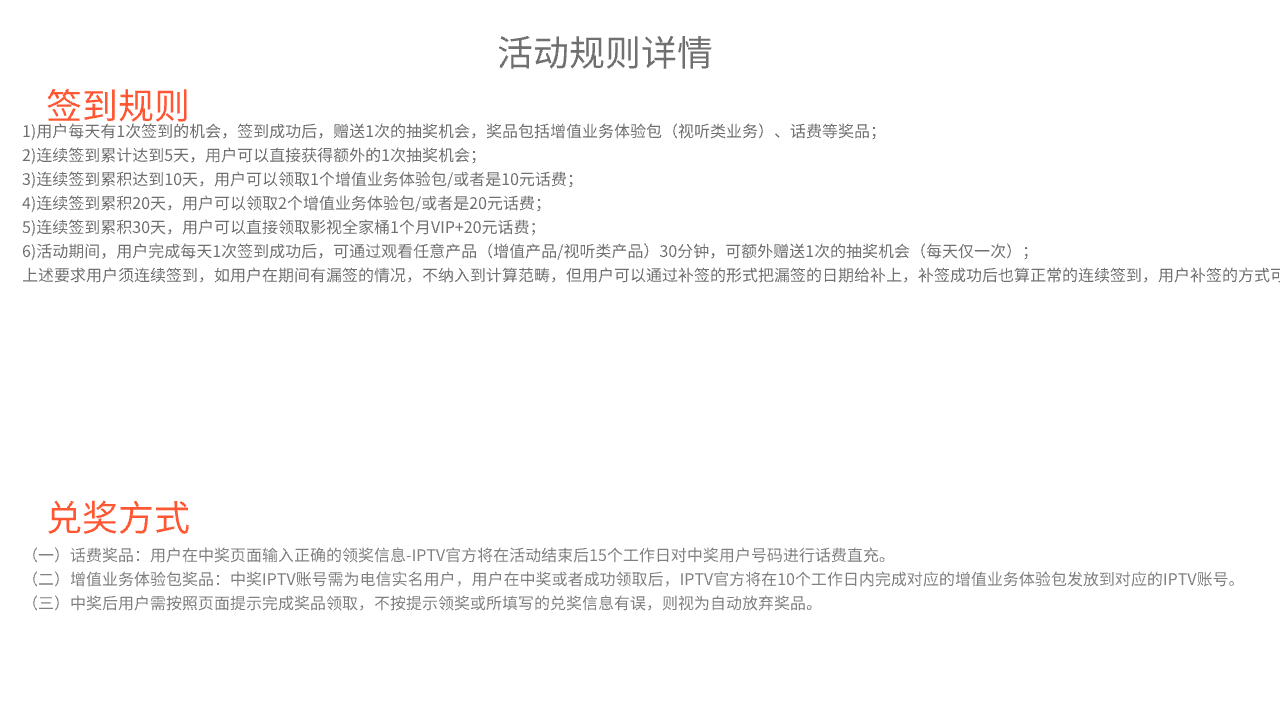 活动规则详情
签到规则
1)用户每天有1次签到的机会，签到成功后，赠送1次的抽奖机会，奖品包括增值业务体验包（视听类业务）、话费等奖品；
2)连续签到累计达到5天，用户可以直接获得额外的1次抽奖机会；
3)连续签到累积达到10天，用户可以领取1个增值业务体验包/或者是10元话费；
4)连续签到累积20天，用户可以领取2个增值业务体验包/或者是20元话费；
5)连续签到累积30天，用户可以直接领取影视全家桶1个月VIP+20元话费；
6)活动期间，用户完成每天1次签到成功后，可通过观看任意产品（增值产品/视听类产品）30分钟，可额外赠送1次的抽奖机会（每天仅一次）；
上述要求用户须连续签到，如用户在期间有漏签的情况，不纳入到计算范畴，但用户可以通过补签的形式把漏签的日期给补上，补签成功后也算正常的连续签到，用户补签的方式可
兑奖方式
（一）话费奖品：用户在中奖页面输入正确的领奖信息-IPTV官方将在活动结束后15个工作日对中奖用户号码进行话费直充。
（二）增值业务体验包奖品：中奖IPTV账号需为电信实名用户，用户在中奖或者成功领取后，IPTV官方将在10个工作日内完成对应的增值业务体验包发放到对应的IPTV账号。
（三）中奖后用户需按照页面提示完成奖品领取，不按提示领奖或所填写的兑奖信息有误，则视为自动放弃奖品。